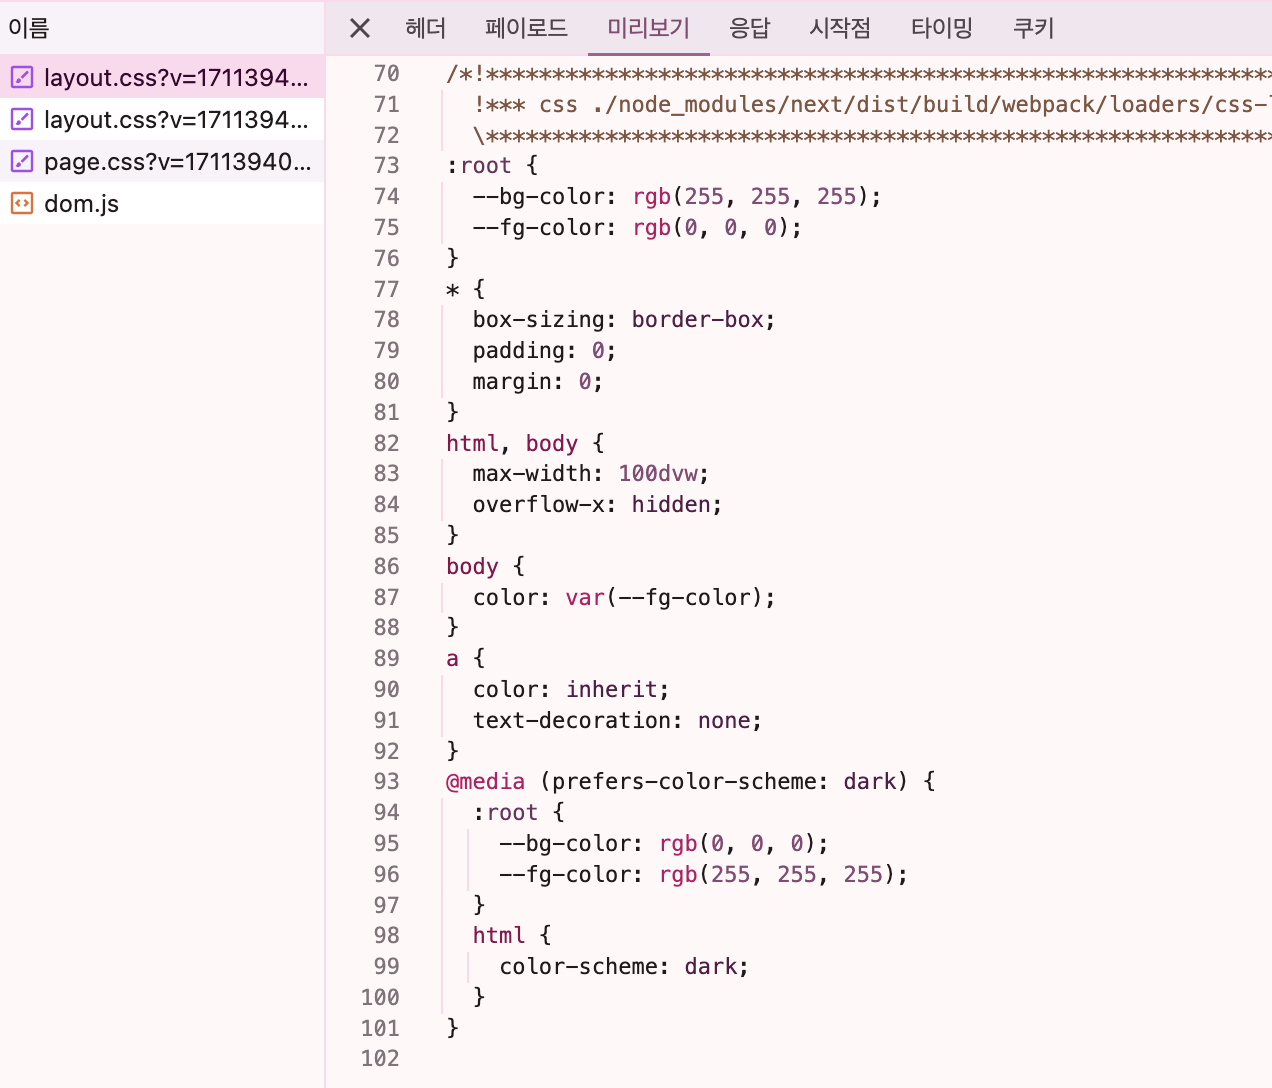 이름
헤더 페이로드 미리보기 응답 시작점 타이밍 쿠키
layout.css?v=1711394...
layout.css?v=1711394...
page.css?v=17113940...
dom.js
70 /*!**************************************************************
71 !*** css ./node_modules/next/dist/build/webpack/loaders/css-l
72 \**************************************************************
73 :root {
74 --bg-color: rgb(255, 255, 255);
75 --fg-color: rgb(0, 0, 0);
76 }
77 * {
78 box-sizing: border-box;
79 padding: 0;
80 margin: 0;
81 }
82 html, body {
83 max-width: 100dvw;
84 overflow-x: hidden;
85 }
86 body {
87 color: var(--fg-color);
88 }
89 a {
90 color: inherit;
91 text-decoration: none;
92 }
93 @media (prefers-color-scheme: dark) {
94 :root {
95 --bg-color: rgb(0, 0, 0);
96 --fg-color: rgb(255, 255, 255);
97 }
98 html {
99 color-scheme: dark;
100 }
101 }
102